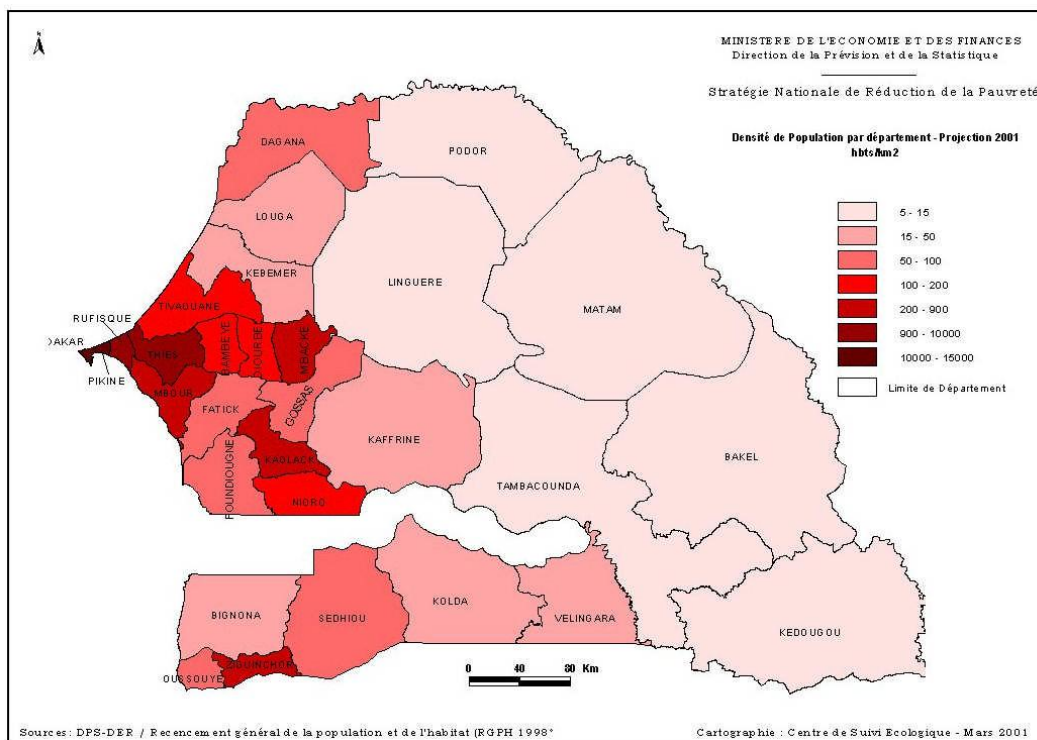 MINISTERE DE L'ECONOMIE ET DES FINANCES
Direction de la Prévision et de la Statistique
Stratégie Nationale de Réduction de la Pauvreté
Densité de Population par département - Projection 2001
hbts/km2
5 - 15
15 - 50
50 - 100
100 - 200
200 - 900
900 - 10000
10000 - 15000
Limite de Département
DAGANA
PODOR
LOUGA
KEBEMER
LINGUERE
MATAM
TIVAOUANE
RUFISQUE
DAKAR
PIKINE
THIES
BAMBEYE
DIOURBE
MBACKE
MBOUR
FATICK
GOSSAS
KAFFRINE
KAOLACK
FOUNDIOUGNE
NIORO
TAMBACOUNDA
BAKEL
BIGNONA
SEDHIOU
KOLDA
VELINGARA
KEDOUGOU
ZIGUINCHOR
OUSSOUYE
0 40 80 Km
Sources: DPS-DER / Recencement général de la population et de l'habitat (RGPH 1998*
Cartographie : Centre de Suivi Ecologique - Mars 2001